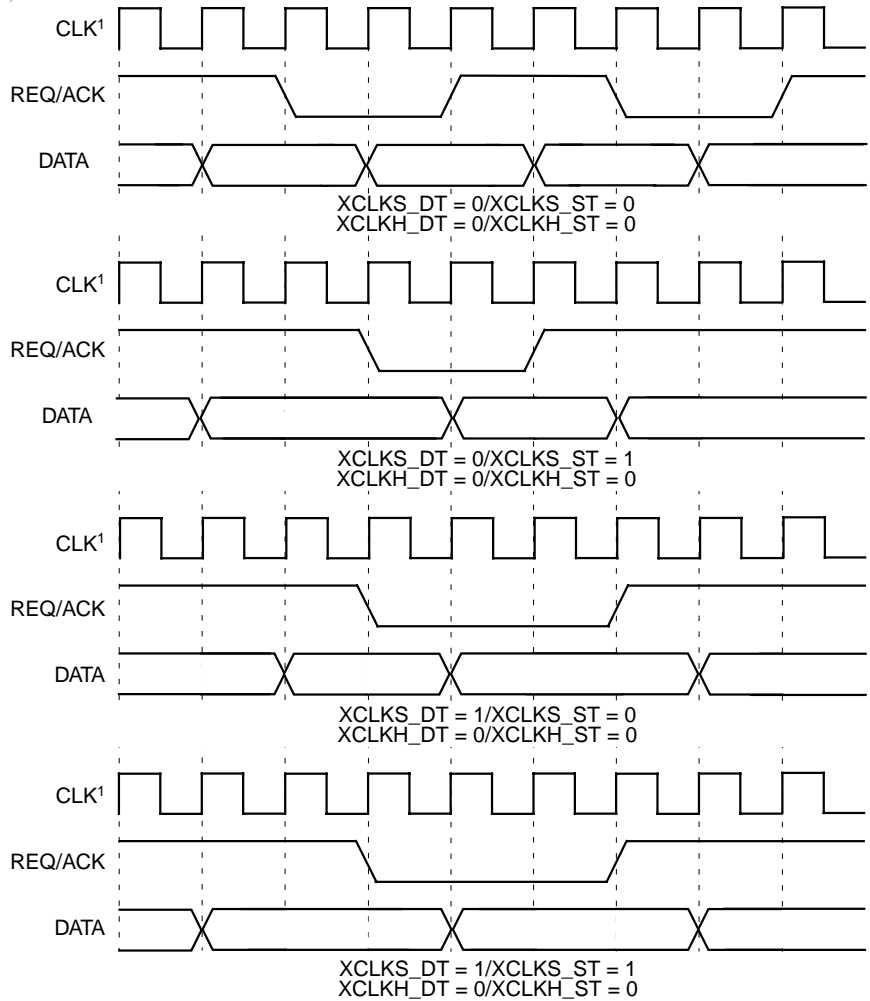 CLK1
REQ/ACK
DATA
XCLKS_DT = 0/XCLKS_ST = 0
XCLKH_DT = 0/XCLKH_ST = 0
CLK1
REQ/ACK
DATA
XCLKS_DT = 0/XCLKS_ST = 1
XCLKH_DT = 0/XCLKH_ST = 0
CLK1
REQ/ACK
DATA
XCLKS_DT = 1/XCLKS_ST = 0
XCLKH_DT = 0/XCLKH_ST = 0
CLK1
REQ/ACK
DATA
XCLKS_DT = 1/XCLKS_ST = 1
XCLKH_DT = 0/XCLKH_ST = 0